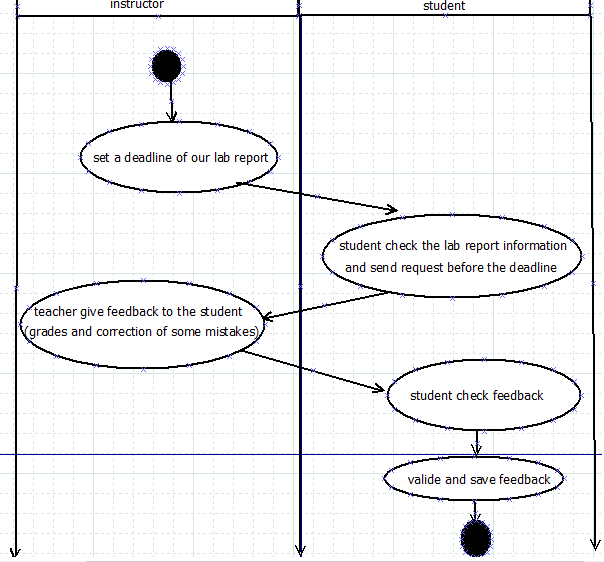 instructor
student
set a deadline of our lab report
student check the lab report information
and send request before the deadline
teacher give feedback to the student
(grades and correction of some mistakes)
student check feedback
valide and save feedback